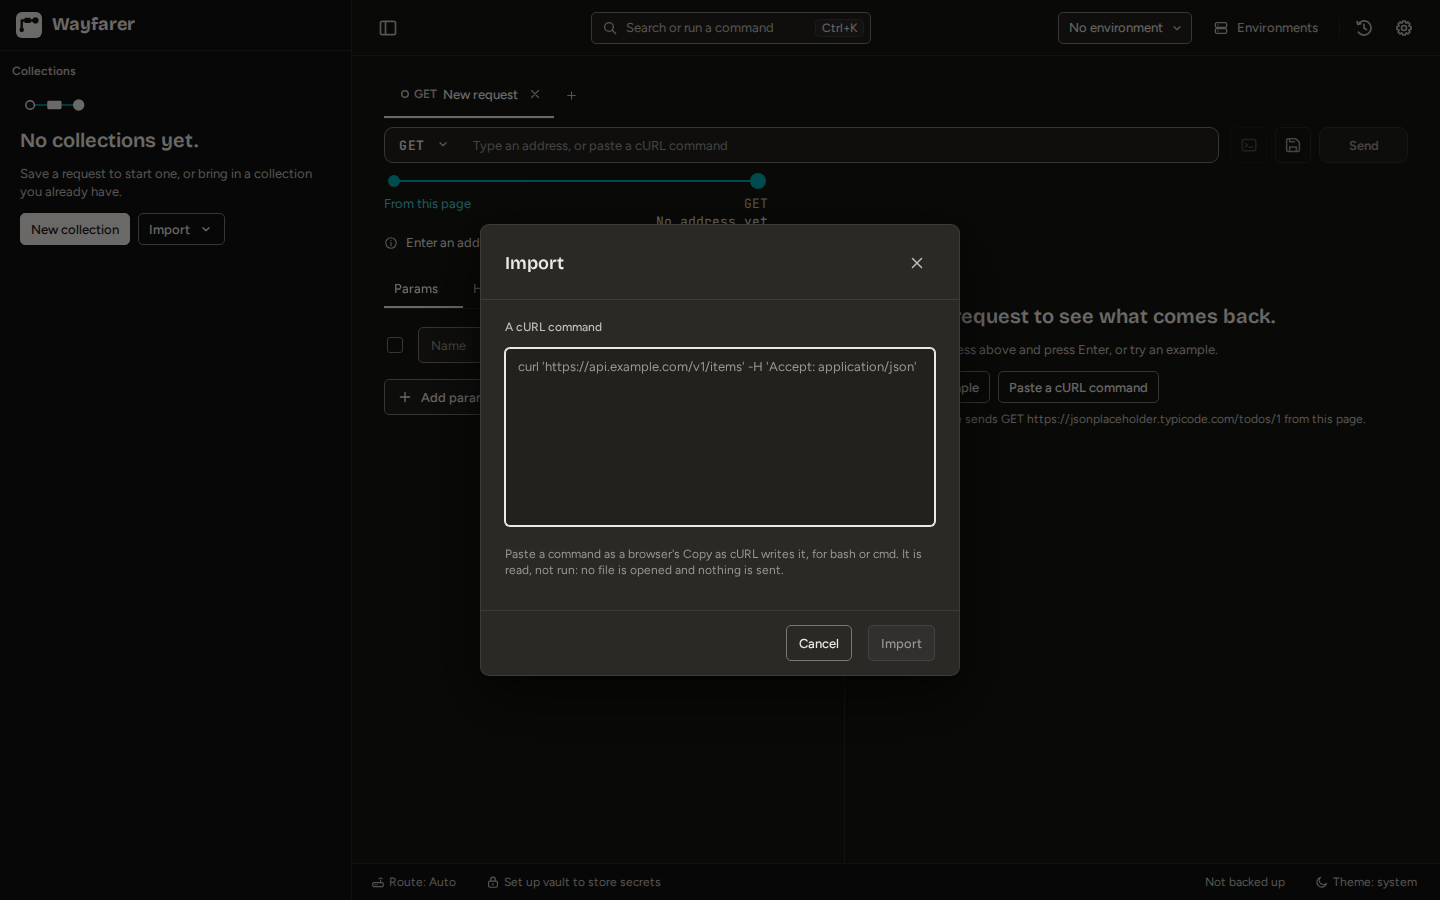 Wayfarer
Search or run a command
Ctrl+K
No environment
Environments
Collections
GET New request
No collections yet.
Save a request to start one, or bring in a collection
you already have.
New collection
Import
GET
Type an address, or paste a cURL command
Send
From this page
GET
No address yet
Enter an add
Params
Name
Add para
request to see what comes back.
ess above and press Enter, or try an example.
ple
Paste a cURL command
sends GET https://jsonplaceholder.typicode.com/todos/1 from this page.
Import
A cURL command
curl 'https://api.example.com/v1/items' -H 'Accept: application/json'
Paste a command as a browser's Copy as cURL writes it, for bash or cmd. It is
read, not run: no file is opened and nothing is sent.
Cancel
Import
Route: Auto
Set up vault to store secrets
Not backed up
Theme: system